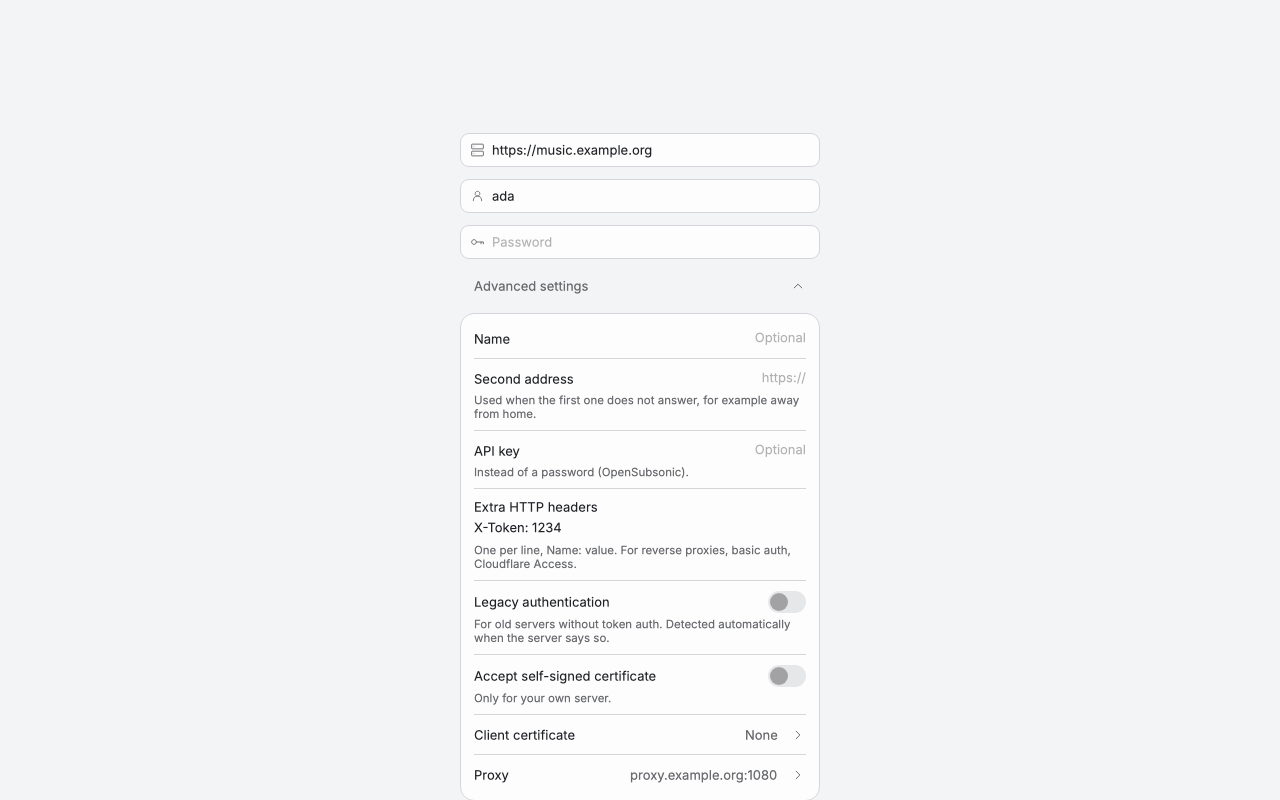 https://music.example.org
ada
Password
Advanced settings
Name Optional
Second address https://
Used when the first one does not answer, for example away
from home.
API key Optional
Instead of a password (OpenSubsonic).
Extra HTTP headers
X-Token: 1234
One per line, Name: value. For reverse proxies, basic auth,
Cloudflare Access.
Legacy authentication
For old servers without token auth. Detected automatically
when the server says so.
Accept self-signed certificate
Only for your own server.
Client certificate None
Proxy proxy.example.org:1080